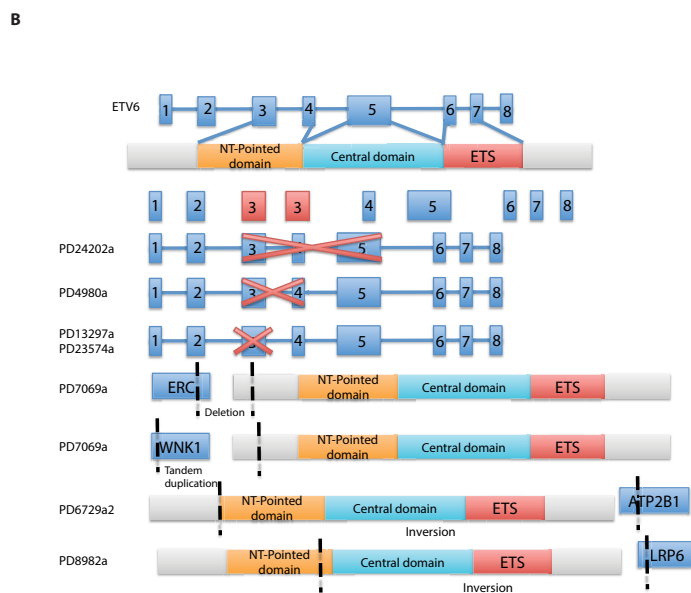 B
ETV6
1 2 3 4 5 6 7 8
NT-Pointed domain Central domain ETS
1 2 3 3 4 5 6 7 8
PD24202a 1 2 3 4 5 6 7 8
PD4980a 1 2 3 4 5 6 7 8
PD13297a
PD23574a
1 2 3 4 5 6 7 8
PD7069a ERC NT-Pointed domain Central domain ETS
Deletion
PD7069a WNK1 NT-Pointed domain Central domain ETS
Tandem
duplication
PD6729a2 NT-Pointed domain Central domain ETS ATP2B1
Inversion
PD8982a NT-Pointed domain Central domain ETS LRP6
Inversion